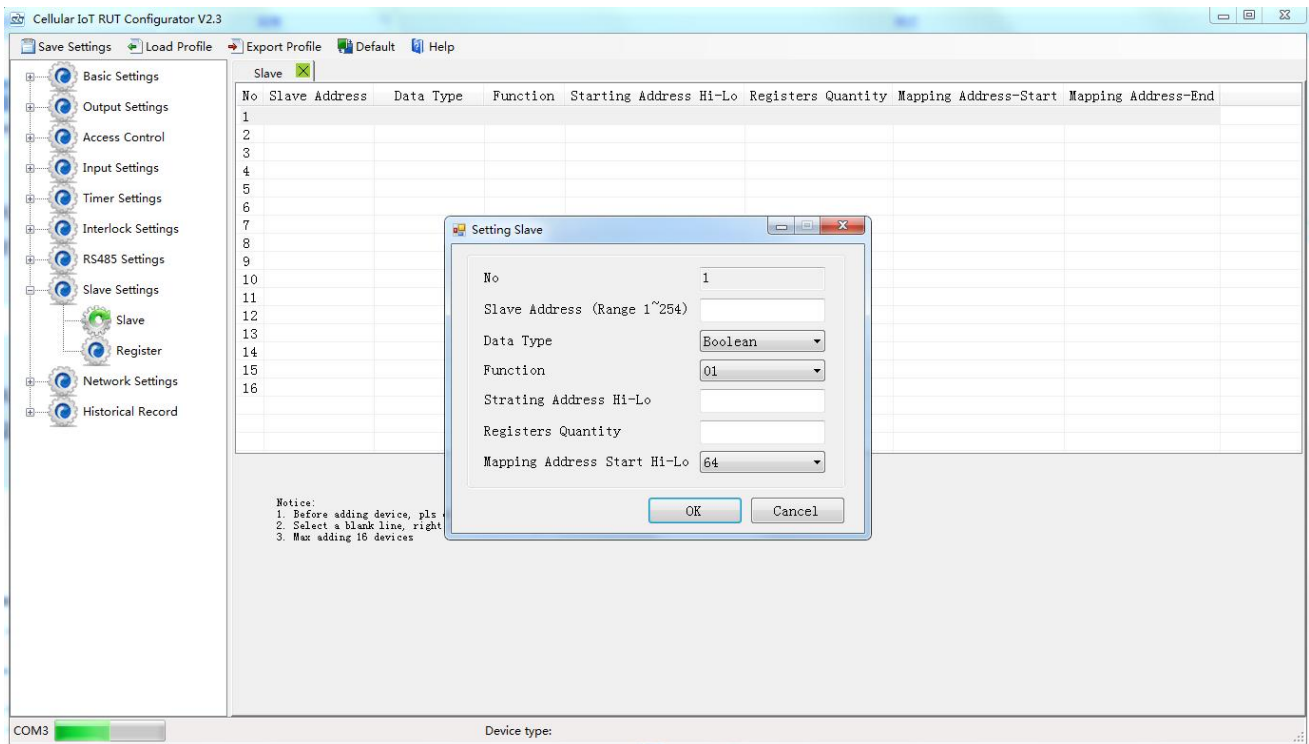 Cellular IoT RUT Configurator V2.3
Save Settings Load Profile Export Profile Default Help
Basic Settings
Output Settings
Access Control
Input Settings
Timer Settings
Interlock Settings
RS485 Settings
Slave Settings
Slave
Register
Network Settings
Historical Record
Slave
No Slave Address Data Type Function Starting Address Hi-Lo Registers Quantity Mapping Address-Start Mapping Address-End
1
2
3
4
5
6
7
8
9
10
11
12
13
14
15
16
Setting Slave
No 1
Slave Address (Range 1~254)
Data Type Boolean
Function 01
Strating Address Hi-Lo
Registers Quantity
Mapping Address Start Hi-Lo 64
OK Cancel
Notice:
1. Before adding device, pls
2. Select a blank line, right
3. Max adding 16 devices
COM3 Device type: